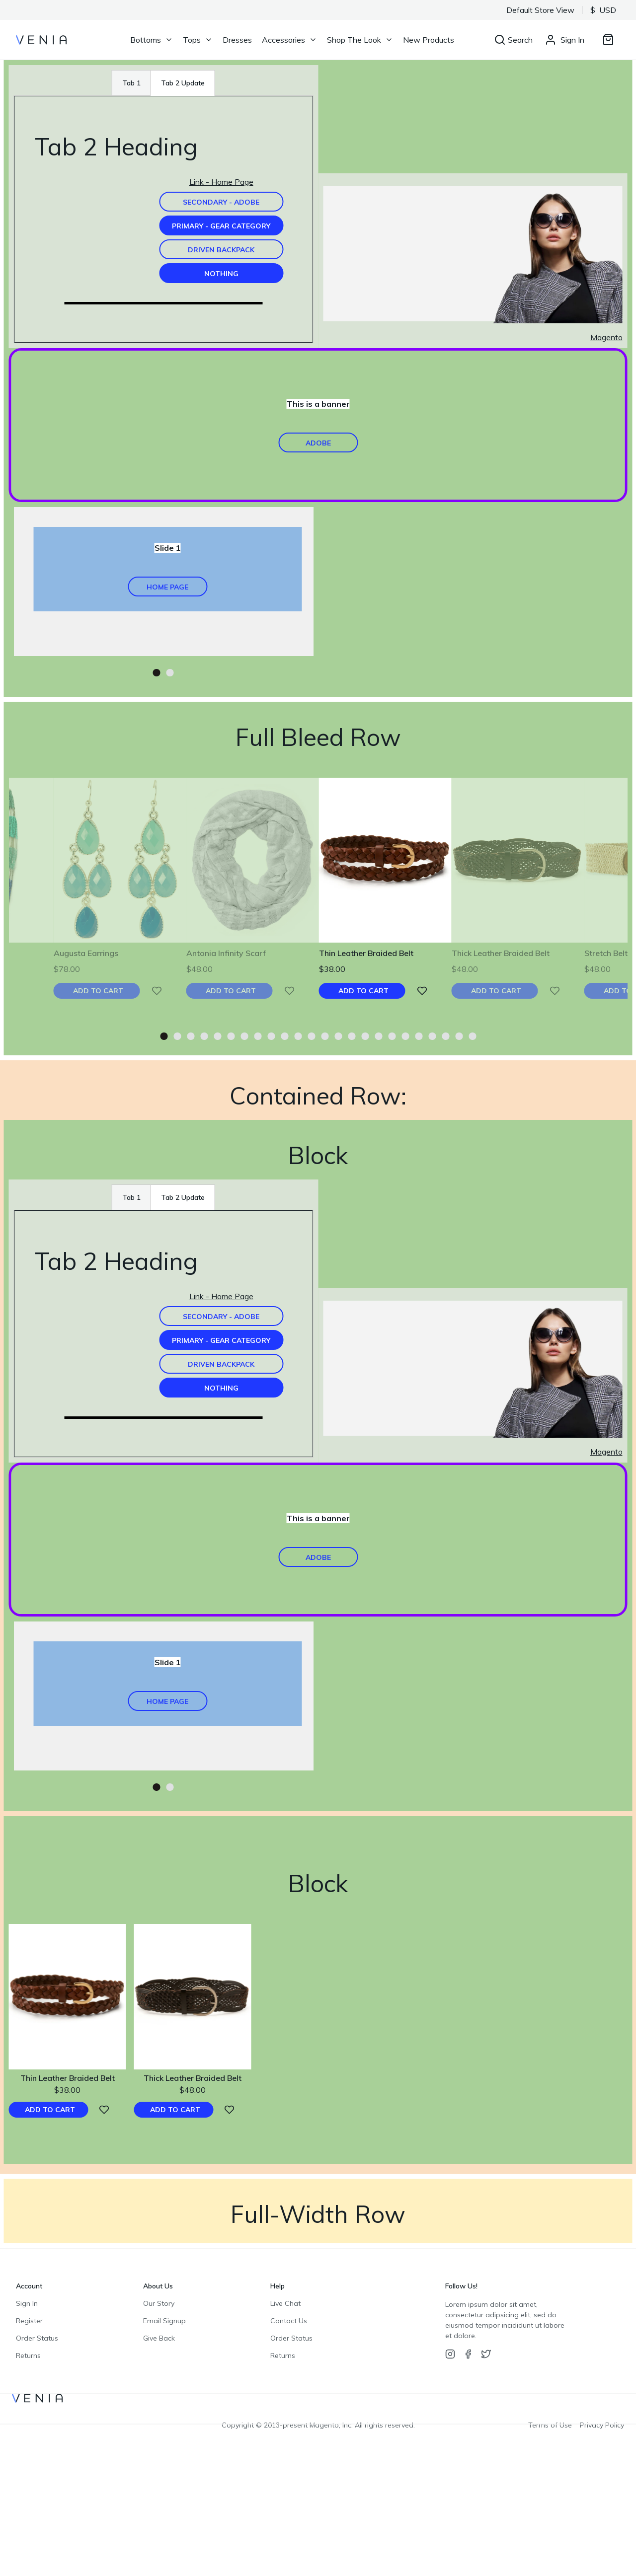 Default Store View
$ USD
VENIA
Bottoms
Tops
Dresses
Accessories
Shop The Look
New Products
Search
Sign In
Tab 1
Tab 2 Update
Tab 2 Heading
Link - Home Page
SECONDARY - ADOBE
PRIMARY - GEAR CATEGORY
DRIVEN BACKPACK
NOTHING
Magento
This is a banner
ADOBE
Slide 1
HOME PAGE
Full Bleed Row
Augusta Earrings
$78.00
ADD TO CART
Antonia Infinity Scarf
$48.00
ADD TO CART
Thin Leather Braided Belt
$38.00
ADD TO CART
Thick Leather Braided Belt
$48.00
ADD TO CART
Stretch Belt
$48.00
ADD TO
Contained Row:
Block
Tab 1
Tab 2 Update
Tab 2 Heading
Link - Home Page
SECONDARY - ADOBE
PRIMARY - GEAR CATEGORY
DRIVEN BACKPACK
NOTHING
Magento
This is a banner
ADOBE
Slide 1
HOME PAGE
Block
Thin Leather Braided Belt
$38.00
ADD TO CART
Thick Leather Braided Belt
$48.00
ADD TO CART
Full-Width Row
Account
Sign In
Register
Order Status
Returns
About Us
Our Story
Email Signup
Give Back
Help
Live Chat
Contact Us
Order Status
Returns
Follow Us!
Lorem ipsum dolor sit amet,
consectetur adipiscing elit, sed do
eiusmod tempor incididunt ut labore
et dolore.
VENIA
Copyright © 2013-present Magento, Inc. All rights reserved.
Terms of Use
Privacy Policy